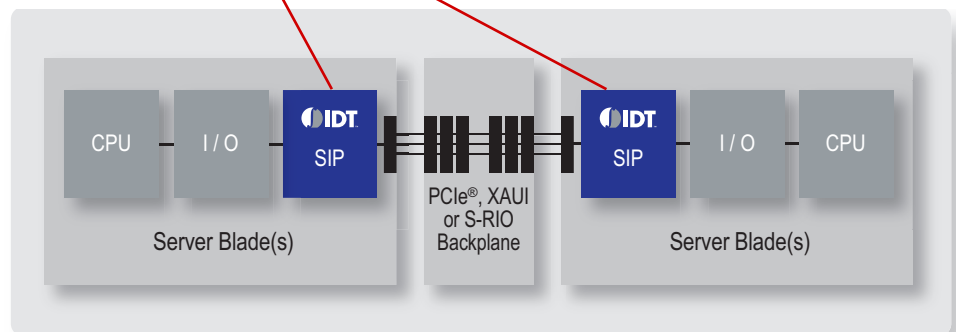 CPU
I / O
IDT
SIP
PCIe®, XAUI
or S-RIO
Backplane
IDT
SIP
I / O
CPU
Server Blade(s)
Server Blade(s)